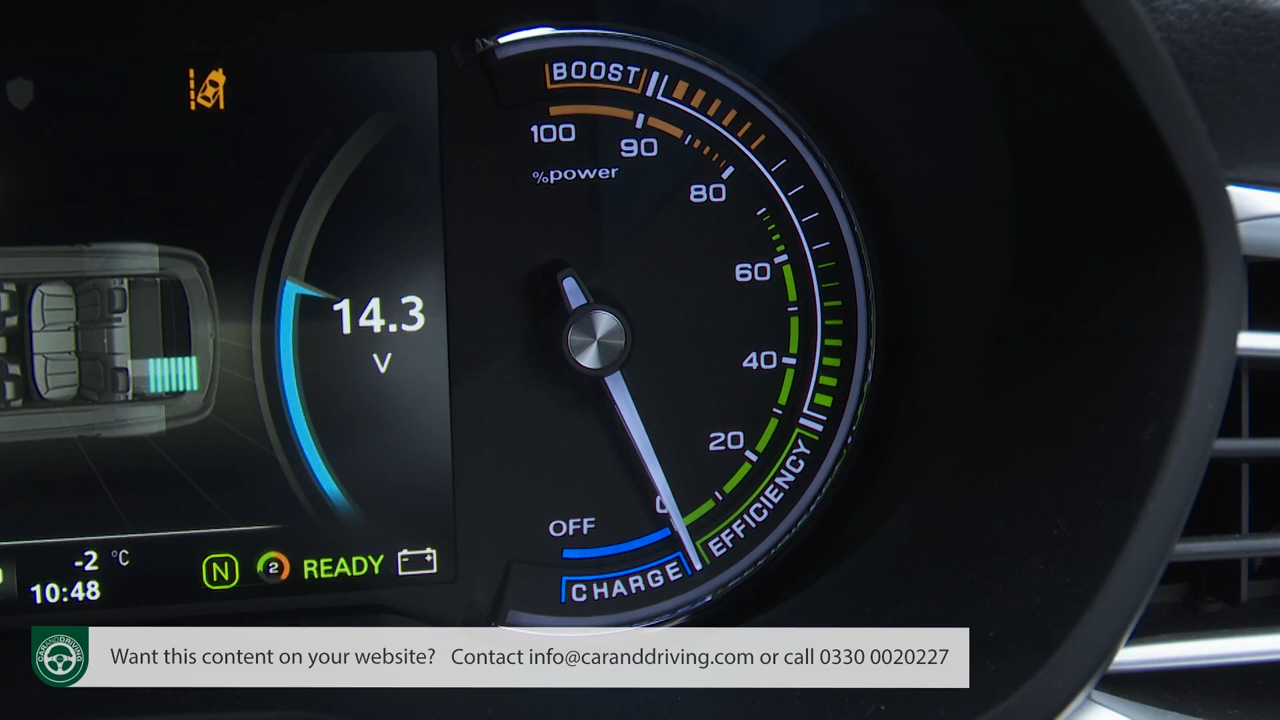 BOOST
100
90
%power
80
60
14.3
V
40
20
0
OFF
EFFICIENCY
CHARGE
-2 °C
10:48
N
2
READY
CARANDDRIVING
Want this content on your website? Contact info@caranddriving.com or call 0330 0020227